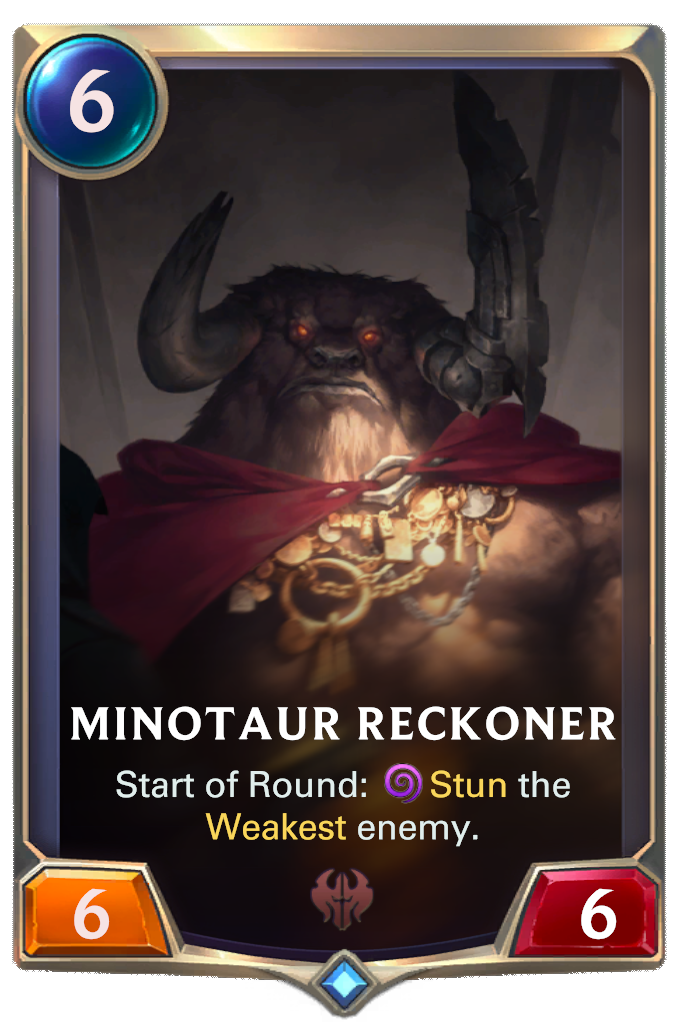 6
MINOTAUR RECKONER
Start of Round: Stun the
Weakest enemy.
6 6